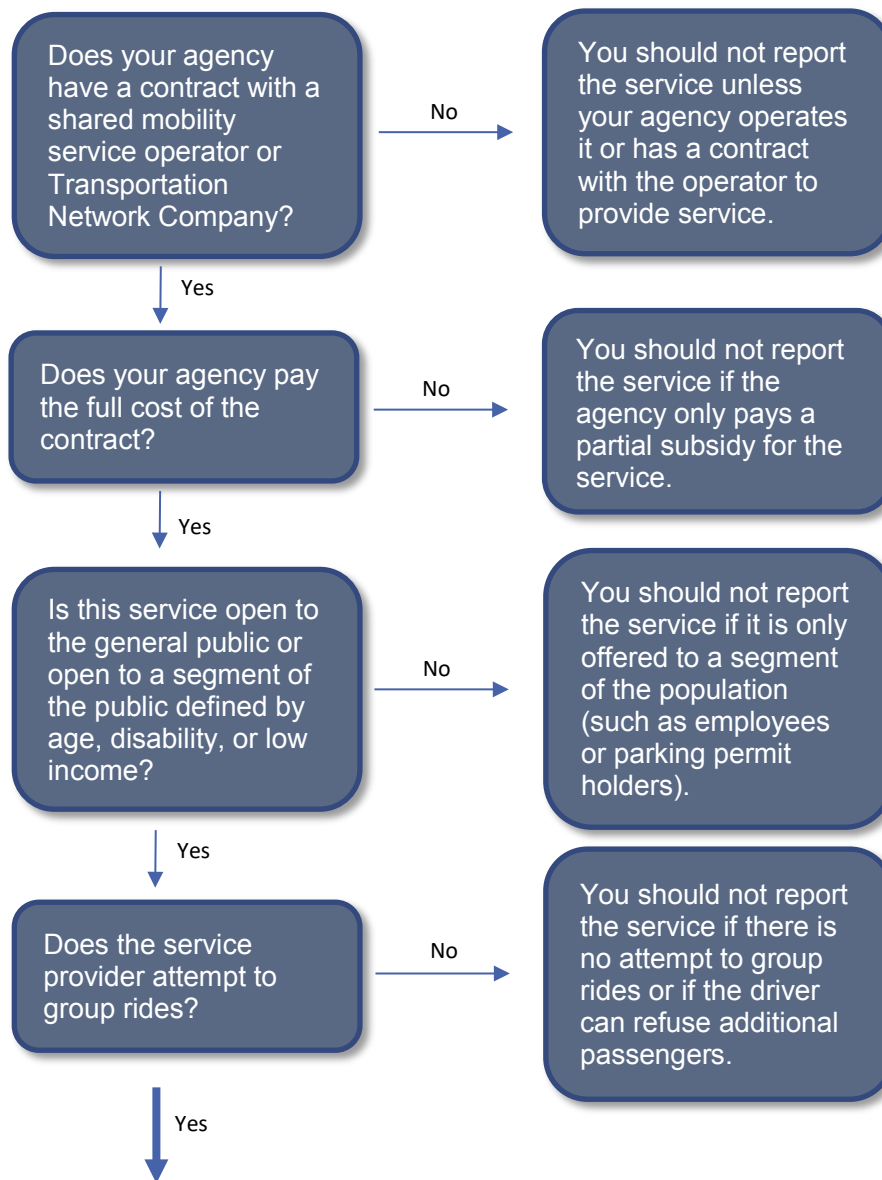 Does your agency
have a contract with a
shared mobility
service operator or
Transportation
Network Company?
No
You should not report
the service unless
your agency operates
it or has a contract
with the operator to
provide service.
Yes
Does your agency pay
the full cost of the
contract?
No
You should not report
the service if the
agency only pays a
partial subsidy for the
service.
Yes
Is this service open to
the general public or
open to a segment of
the public defined by
age, disability, or low
income?
No
You should not report
the service if it is only
offered to a segment
of the population
(such as employees
or parking permit
holders).
Yes
Does the service
provider attempt to
group rides?
No
You should not report
the service if there is
no attempt to group
rides or if the driver
can refuse additional
passengers.
Yes